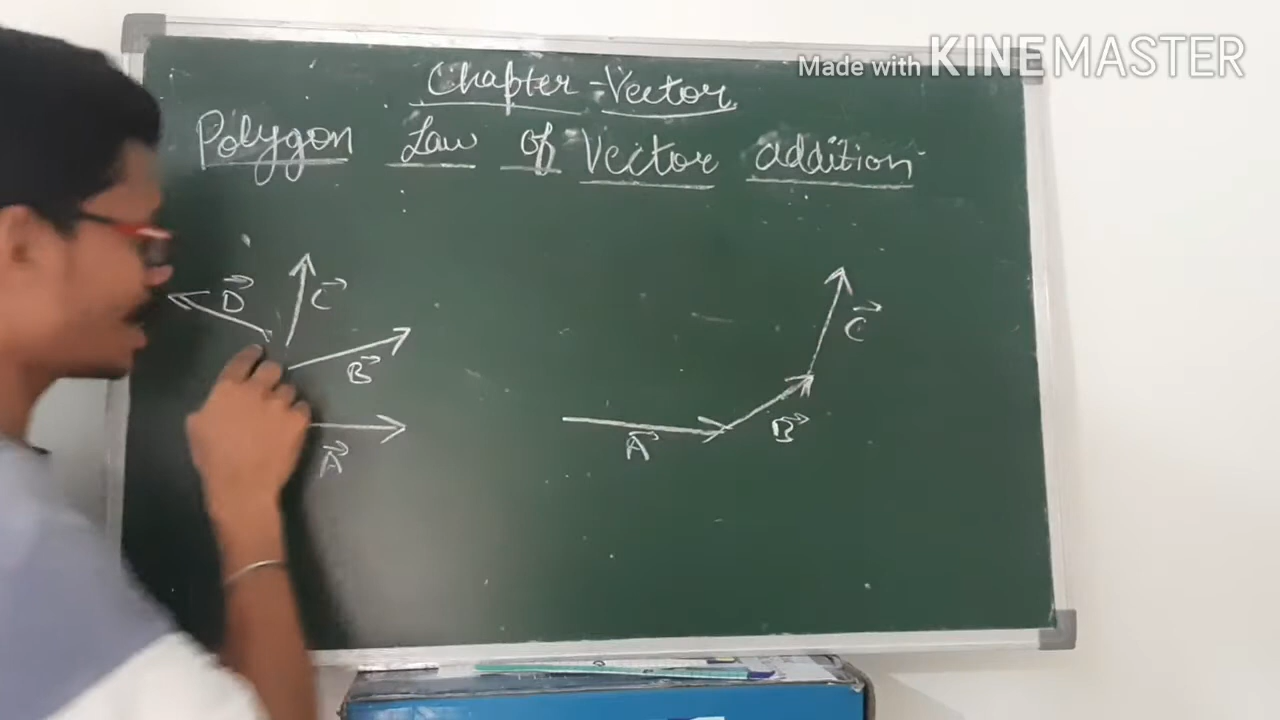 Made with KINEMASTER
Chapter - Vector
Polygon Law of Vector addition
D⃗
C⃗
B⃗
A⃗
C⃗
B⃗
A⃗